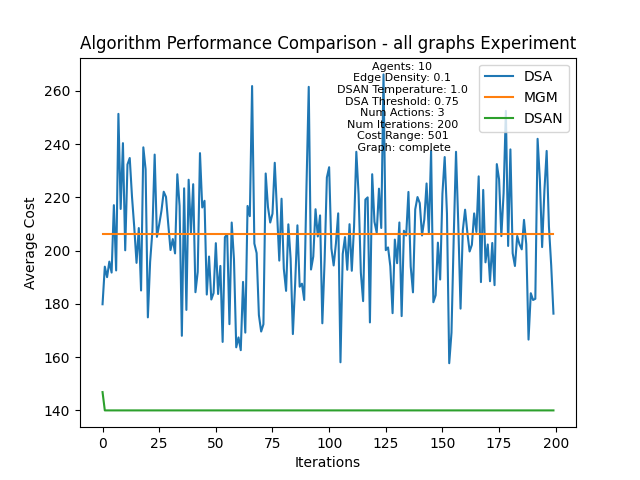 Algorithm Performance Comparison - all graphs Experiment
Agents: 10
Edge Density: 0.1
DSAN Temperature: 1.0
DSA Threshold: 0.75
Num Actions: 3
Num Iterations: 200
Cost Range: 501
Graph: complete
DSA
MGM
DSAN
Average Cost
260
240
220
200
180
160
140
0
25
50
75
100
125
150
175
200
Iterations